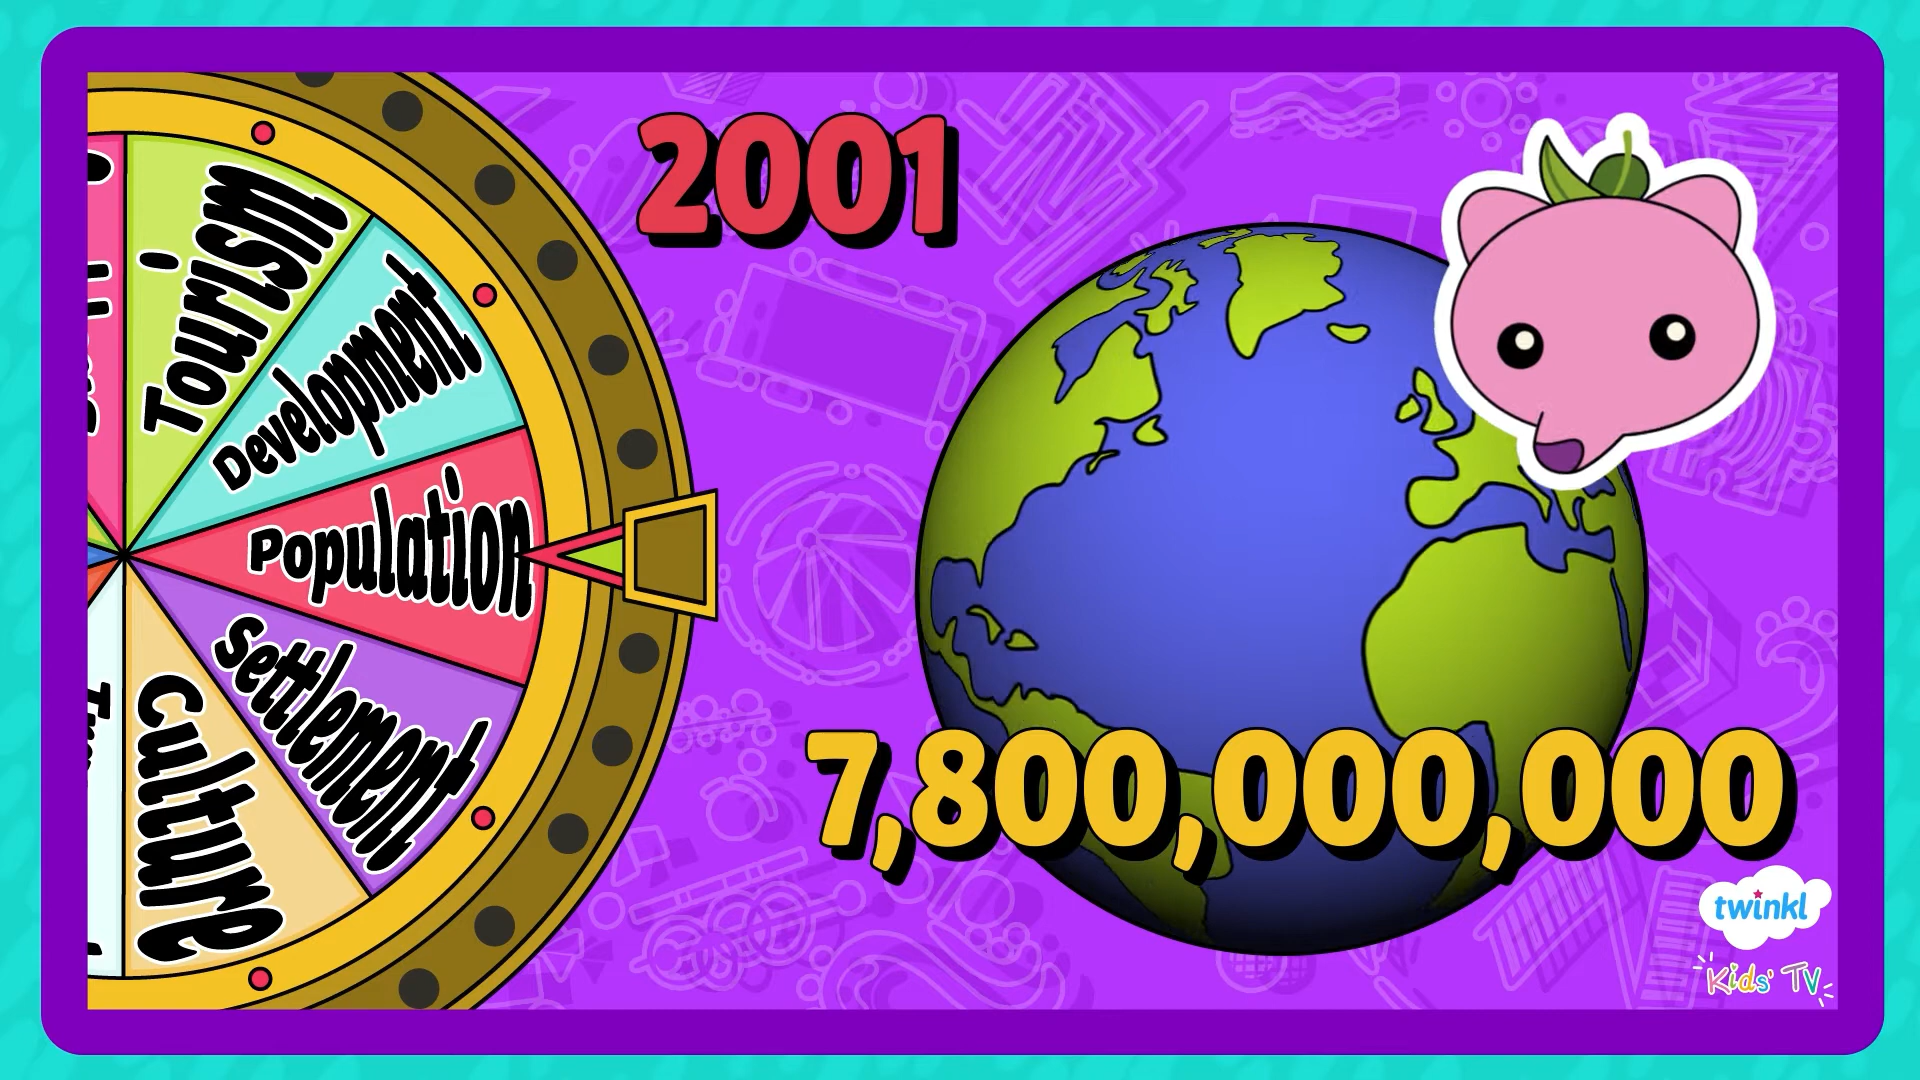 2001
Tourism
Development
Population
Settlement
Culture
7,800,000,000
twinkl
Kids' TV